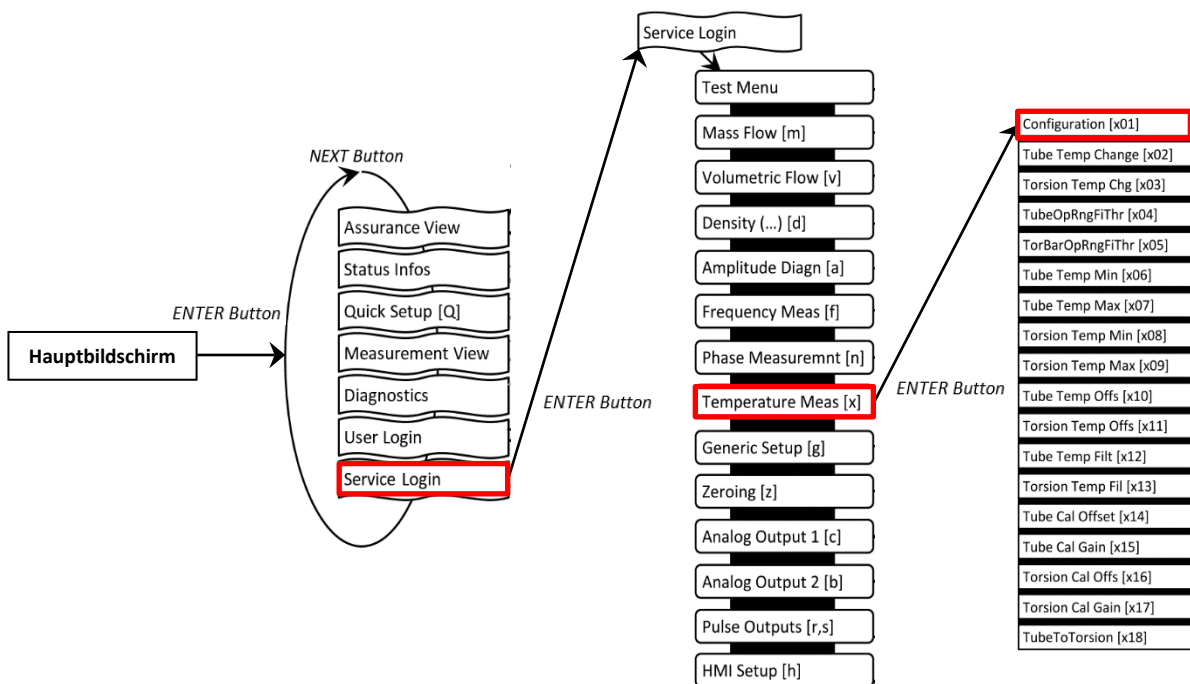 Service Login
Test Menu
Mass Flow [m]
Volumetric Flow [v]
Density (...) [d]
Amplitude Diagn [a]
Frequency Meas [f]
Phase Measuremnt [n]
Temperature Meas [x]
Generic Setup [g]
Zeroing [z]
Analog Output 1 [c]
Analog Output 2 [b]
Pulse Outputs [r,s]
HMI Setup [h]
NEXT Button
Assurance View
Status Infos
Quick Setup [Q]
Measurement View
Diagnostics
User Login
Service Login
ENTER Button
Hauptbildschirm
ENTER Button
ENTER Button
Configuration [x01]
Tube Temp Change [x02]
Torsion Temp Chg [x03]
TubeOpRngFiThr [x04]
TorBarOpRngFiThr [x05]
Tube Temp Min [x06]
Tube Temp Max [x07]
Torsion Temp Min [x08]
Torsion Temp Max [x09]
Tube Temp Offs [x10]
Torsion Temp Offs [x11]
Tube Temp Filt [x12]
Torsion Temp Fil [x13]
Tube Cal Offset [x14]
Tube Cal Gain [x15]
Torsion Cal Offs [x16]
Torsion Cal Gain [x17]
TubeToTorsion [x18]